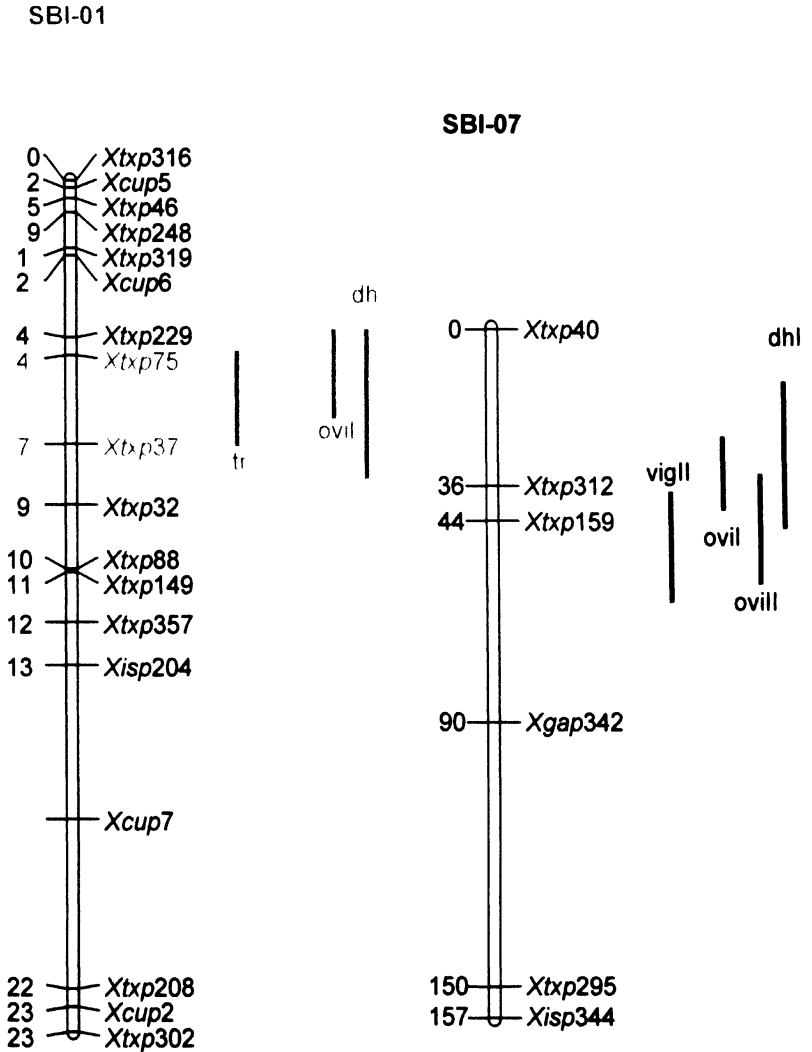 SBI-01
0 Xtxp316
2 Xcup5
5 Xtxp46
9 Xtxp248
1 Xtxp319
2 Xcup6
4 Xtxp229
4 Xtxp75
7 Xtxp37
9 Xtxp32
10 Xtxp88
11 Xtxp149
12 Xtxp357
13 Xisp204
Xcup7
22 Xtxp208
23 Xcup2
23 Xtxp302
tr
ovil
dh
SBI-07
0 Xtxp40
36 Xtxp312
44 Xtxp159
90 Xgap342
150 Xtxp295
157 Xisp344
vigII
ovil
ovill
dhl